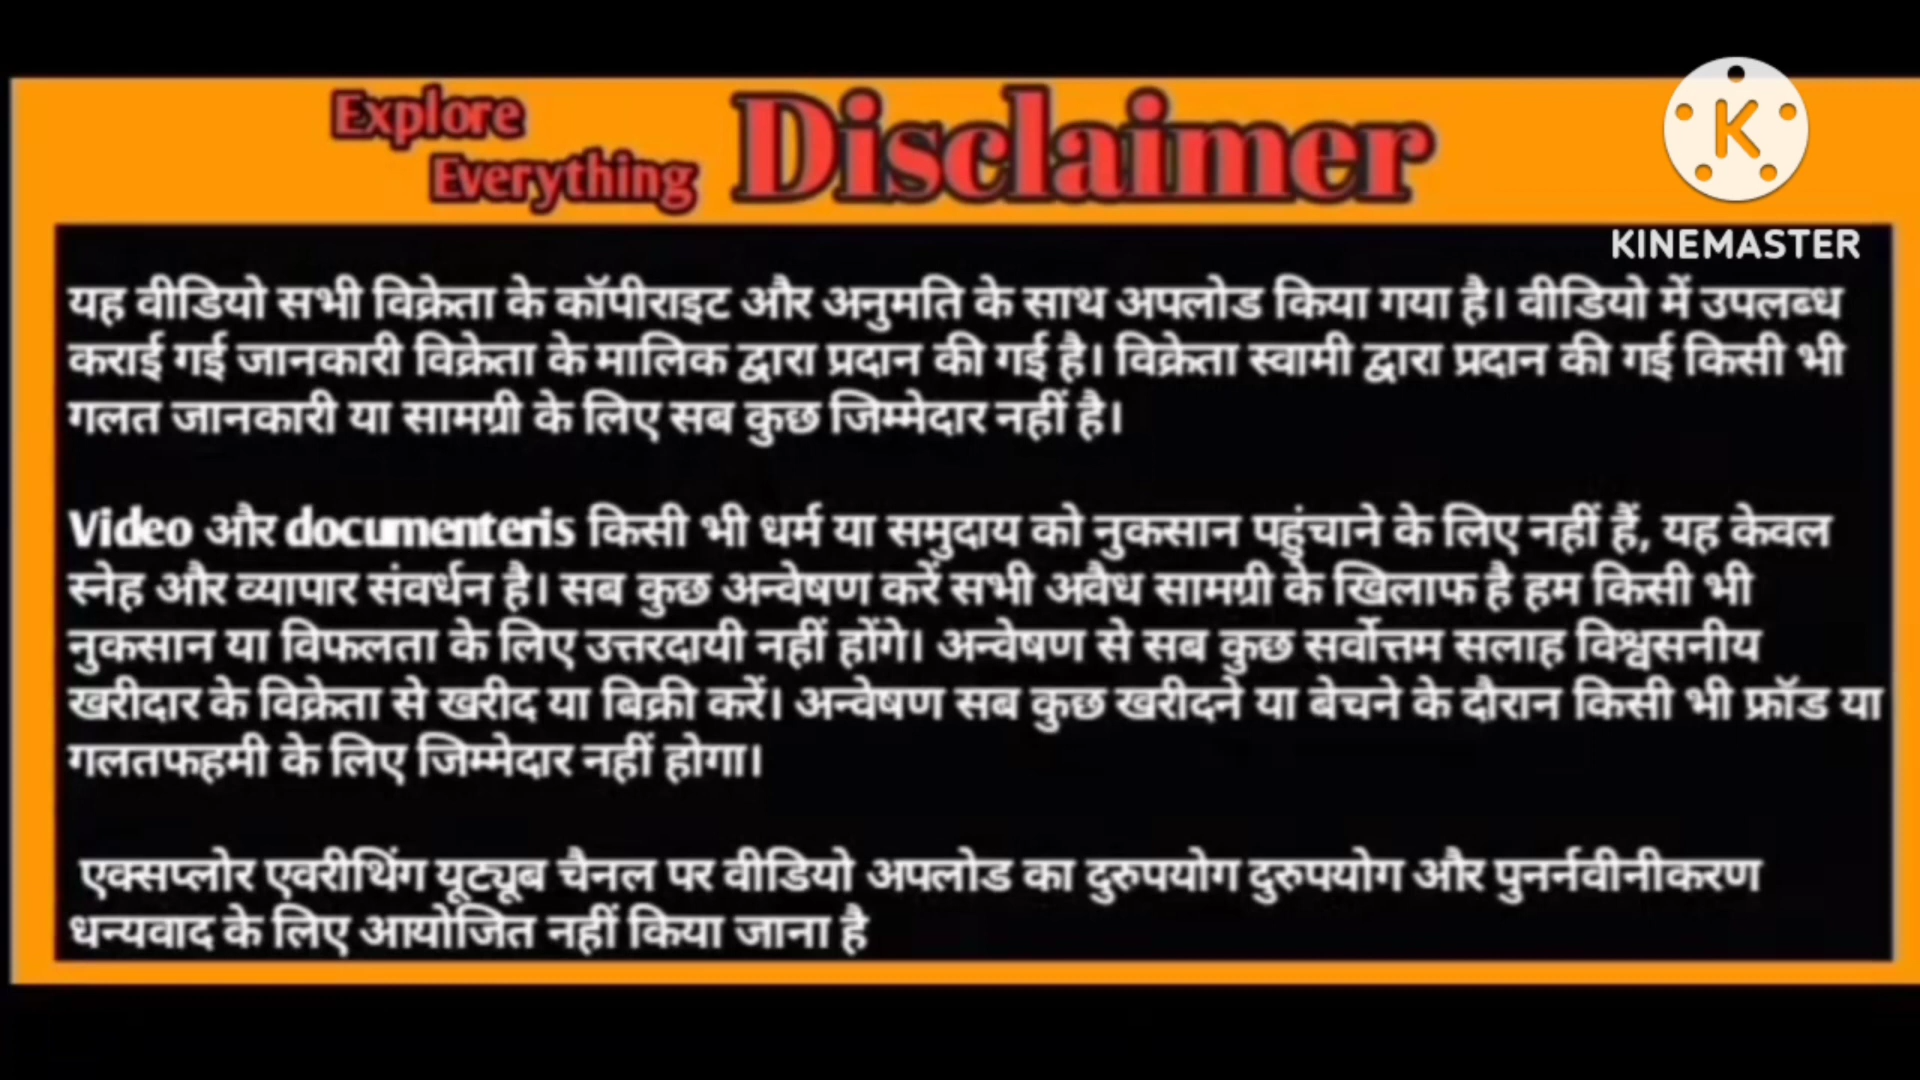 Explore
Everything
Disclaimer
KINEMASTER
यह वीडियो सभी विक्रेता के कॉपीराइट और अनुमति के साथ अपलोड किया गया है। वीडियो में उपलब्ध
कराई गई जानकारी विक्रेता के मालिक द्वारा प्रदान की गई है। विक्रेता स्वामी द्वारा प्रदान की गई किसी भी
गलत जानकारी या सामग्री के लिए सब कुछ जिम्मेदार नहीं है।
Video और documenteris किसी भी धर्म या समुदाय को नुकसान पहुंचाने के लिए नहीं हैं, यह केवल
स्नेह और व्यापार संवर्धन है। सब कुछ अन्वेषण करें सभी अवैध सामग्री के खिलाफ है हम किसी भी
नुकसान या विफलता के लिए उत्तरदायी नहीं होंगे। अन्वेषण से सब कुछ सर्वोत्तम सलाह विश्वसनीय
खरीदार के विक्रेता से खरीद या बिक्री करें। अन्वेषण सब कुछ खरीदने या बेचने के दौरान किसी भी फ्रॉड या
गलतफहमी के लिए जिम्मेदार नहीं होगा।
एक्सप्लोर एवरीथिंग यूट्यूब चैनल पर वीडियो अपलोड का दुरुपयोग दुरुपयोग और पुनर्नवीनीकरण
धन्यवाद के लिए आयोजित नहीं किया जाना है